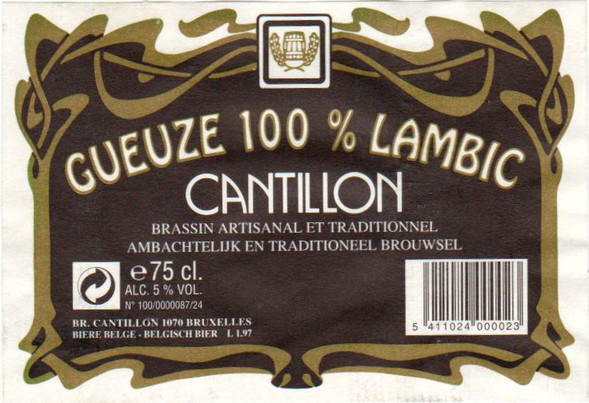 GUEUZE 100 % LAMBIC
CANTILLON
BRASSIN ARTISANAL ET TRADITIONNEL
AMBACHTELIJK EN TRADITIONEEL BROUWSEL
e 75 cl.
ALC. 5 % VOL.
N° 100/0000087/24
BR. CANTILLON 1070 BRUXELLES
BIERE BELGE - BELGISCH BIER L 1.97
5 411024 000023